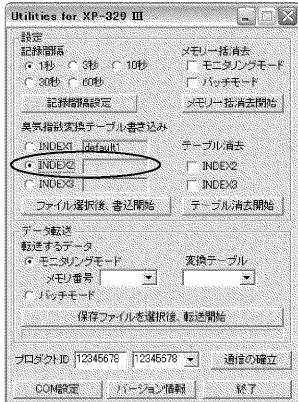 Utilities for XP-329 III
設定
記録間隔
1秒 3秒 10秒
30秒 60秒
記録間隔設定
メモリ一括消去
モニタリングモード
バッチモード
メモリ一括消去開始
臭気指数変換テーブル書き込み
INDEX1 default1
INDEX2
INDEX3
ファイル選択後、書込開始
テーブル消去
INDEX2
INDEX3
テーブル消去開始
データ転送
転送するデータ
モニタリングモード
メモリ番号
バッチモード
変換テーブル
保存ファイルを選択後、転送開始
プロダクトID 12345678 12345678 通信の確立
COM設定 バージョン情報 終了